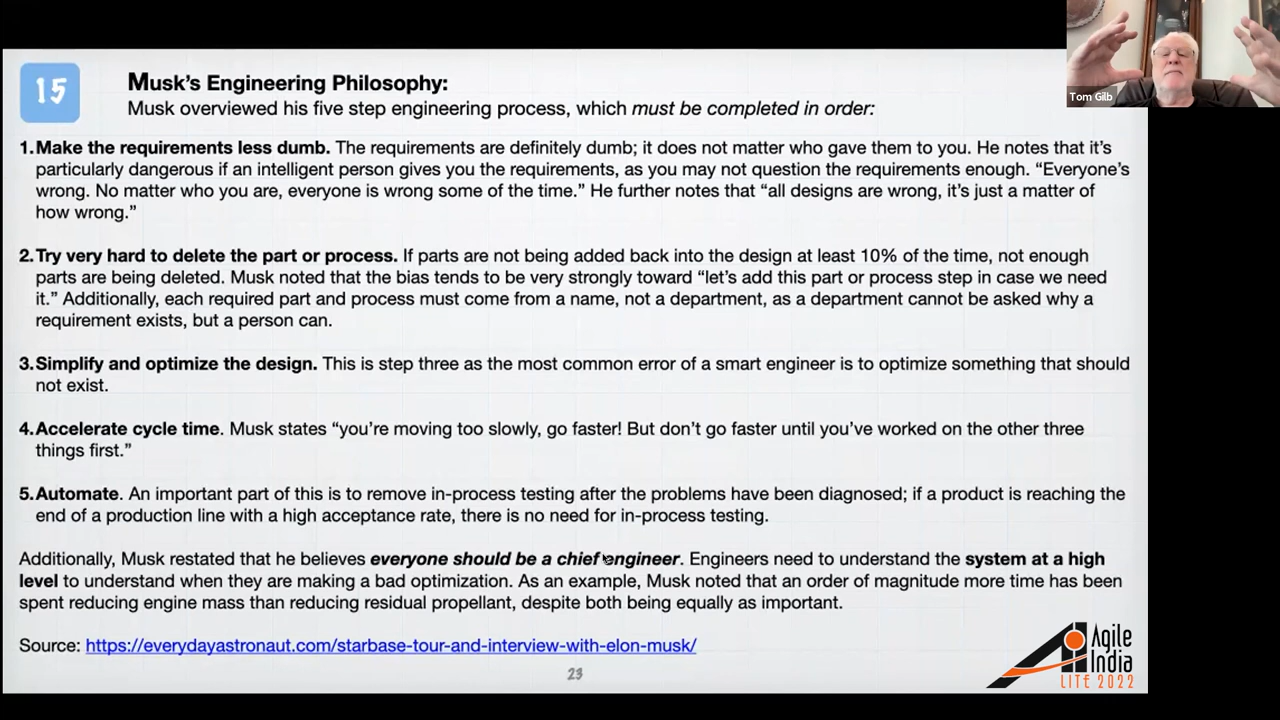 Tom Gilb
15
Musk's Engineering Philosophy:
Musk overviewed his five step engineering process, which must be completed in order:
1. Make the requirements less dumb. The requirements are definitely dumb; it does not matter who gave them to you. He notes that it's
particularly dangerous if an intelligent person gives you the requirements, as you may not question the requirements enough. “Everyone's
wrong. No matter who you are, everyone is wrong some of the time.” He further notes that “all designs are wrong, it's just a matter of
how wrong.”
2. Try very hard to delete the part or process. If parts are not being added back into the design at least 10% of the time, not enough
parts are being deleted. Musk noted that the bias tends to be very strongly toward “let's add this part or process step in case we need
it.” Additionally, each required part and process must come from a name, not a department, as a department cannot be asked why a
requirement exists, but a person can.
3. Simplify and optimize the design. This is step three as the most common error of a smart engineer is to optimize something that should
not exist.
4. Accelerate cycle time. Musk states “you're moving too slowly, go faster! But don't go faster until you've worked on the other three
things first.”
5. Automate. An important part of this is to remove in-process testing after the problems have been diagnosed; if a product is reaching the
end of a production line with a high acceptance rate, there is no need for in-process testing.
Additionally, Musk restated that he believes everyone should be a chief engineer. Engineers need to understand the system at a high
level to understand when they are making a bad optimization. As an example, Musk noted that an order of magnitude more time has been
spent reducing engine mass than reducing residual propellant, despite both being equally as important.
Source: https://everydayastronaut.com/starbase-tour-and-interview-with-elon-musk/
23
Agile
India
LITE 2022